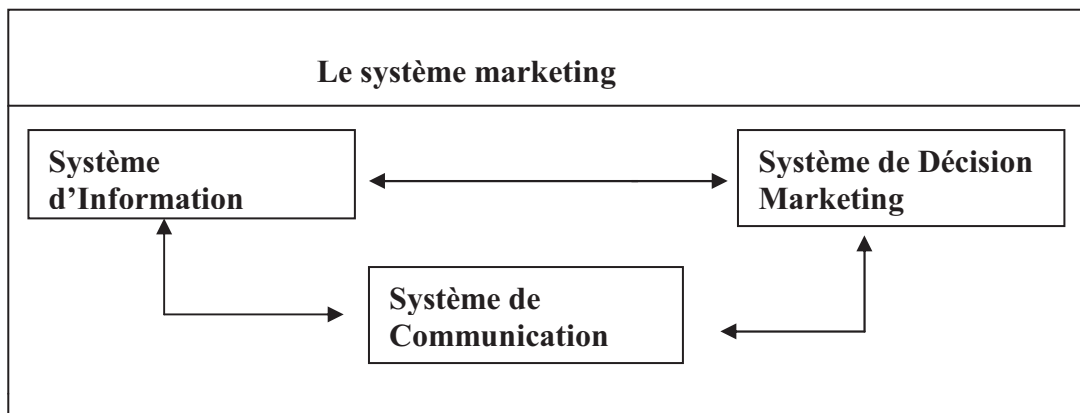 Le système marketing
Système
d’Information
Système de Décision
Marketing
Système de
Communication